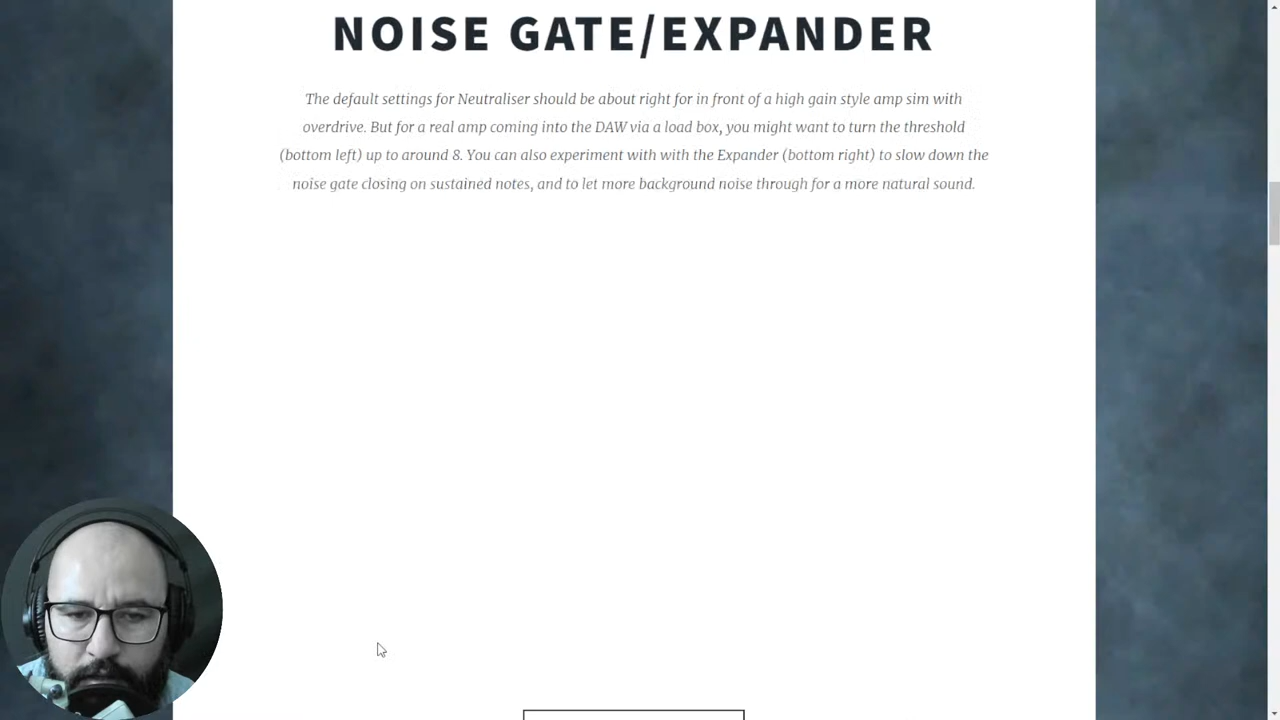 NOISE GATE/EXPANDER
The default settings for Neutraliser should be about right for in front of a high gain style amp sim with
overdrive. But for a real amp coming into the DAW via a load box, you might want to turn the threshold
(bottom left) up to around 8. You can also experiment with with the Expander (bottom right) to slow down the
noise gate closing on sustained notes, and to let more background noise through for a more natural sound.